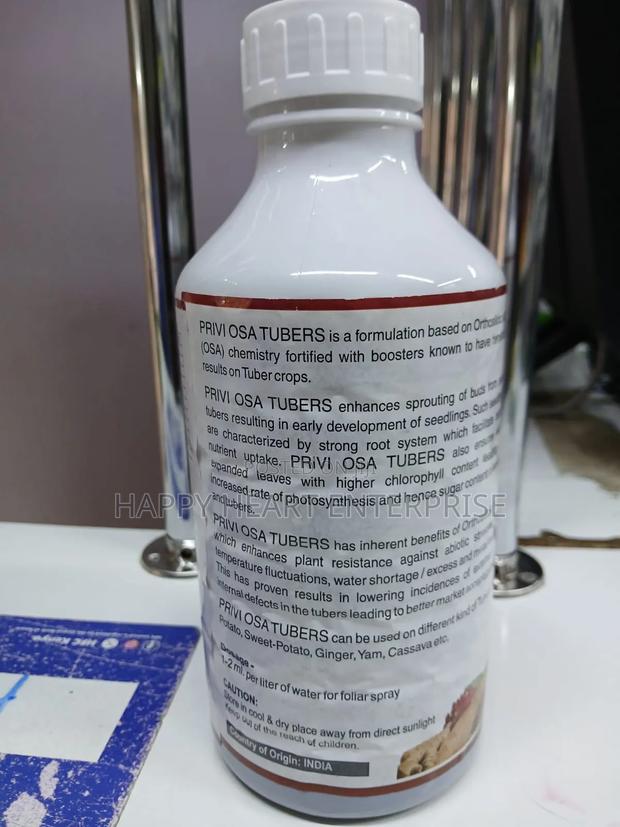 PRIVI OSA TUBERS is a formulation based on
(OSA) chemistry fortified with boosters known to have
results on Tuber crops.
PRIVI OSA TUBERS enhances sprouting of buds from
tubers resulting in early development of seedlings. Such
are characterized by strong root system which facilitate
nutrient uptake. PRIVI OSA TUBERS also ensures
expanded leaves with higher chlorophyll content
increased rate of photosynthesis and hence sugar content
and tubers.
POSTED ON
HAPPY HEART ENTERPRISE
PRIVI OSA TUBERS has inherent benefits of
which enhances plant resistance against abiotic
temperature fluctuations, water shortage / excess and
This has proven results in lowering incidences of
internal defects in the tubers leading to better market
PRIVI OSA TUBERS can be used on different kind of
Potato, Sweet-Potato, Ginger, Yam, Cassava etc.
Dosage -
1-2 ml. per liter of water for foliar spray
CAUTION:
Store in cool & dry place away from direct sunlight
Keep out of the reach of children.
Country of Origin: INDIA